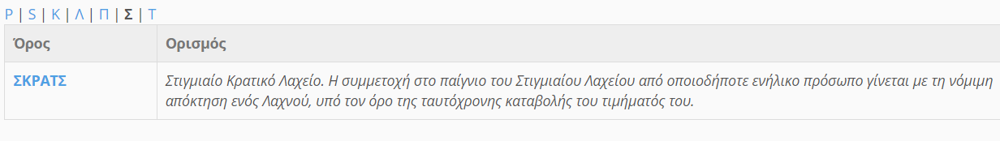 P | S | Κ | Λ | Π | Σ | Τ
Όρος Ορισμός
ΣΚΡΑΤΣ Στιγμιαίο Κρατικό Λαχείο. Η συμμετοχή στο παίγνιο του Στιγμιαίου Λαχείου από οποιοδήποτε ενήλικο πρόσωπο γίνεται με τη νόμιμη
απόκτηση ενός Λαχνού, υπό τον όρο της ταυτόχρονης καταβολής του τιμήματός του.